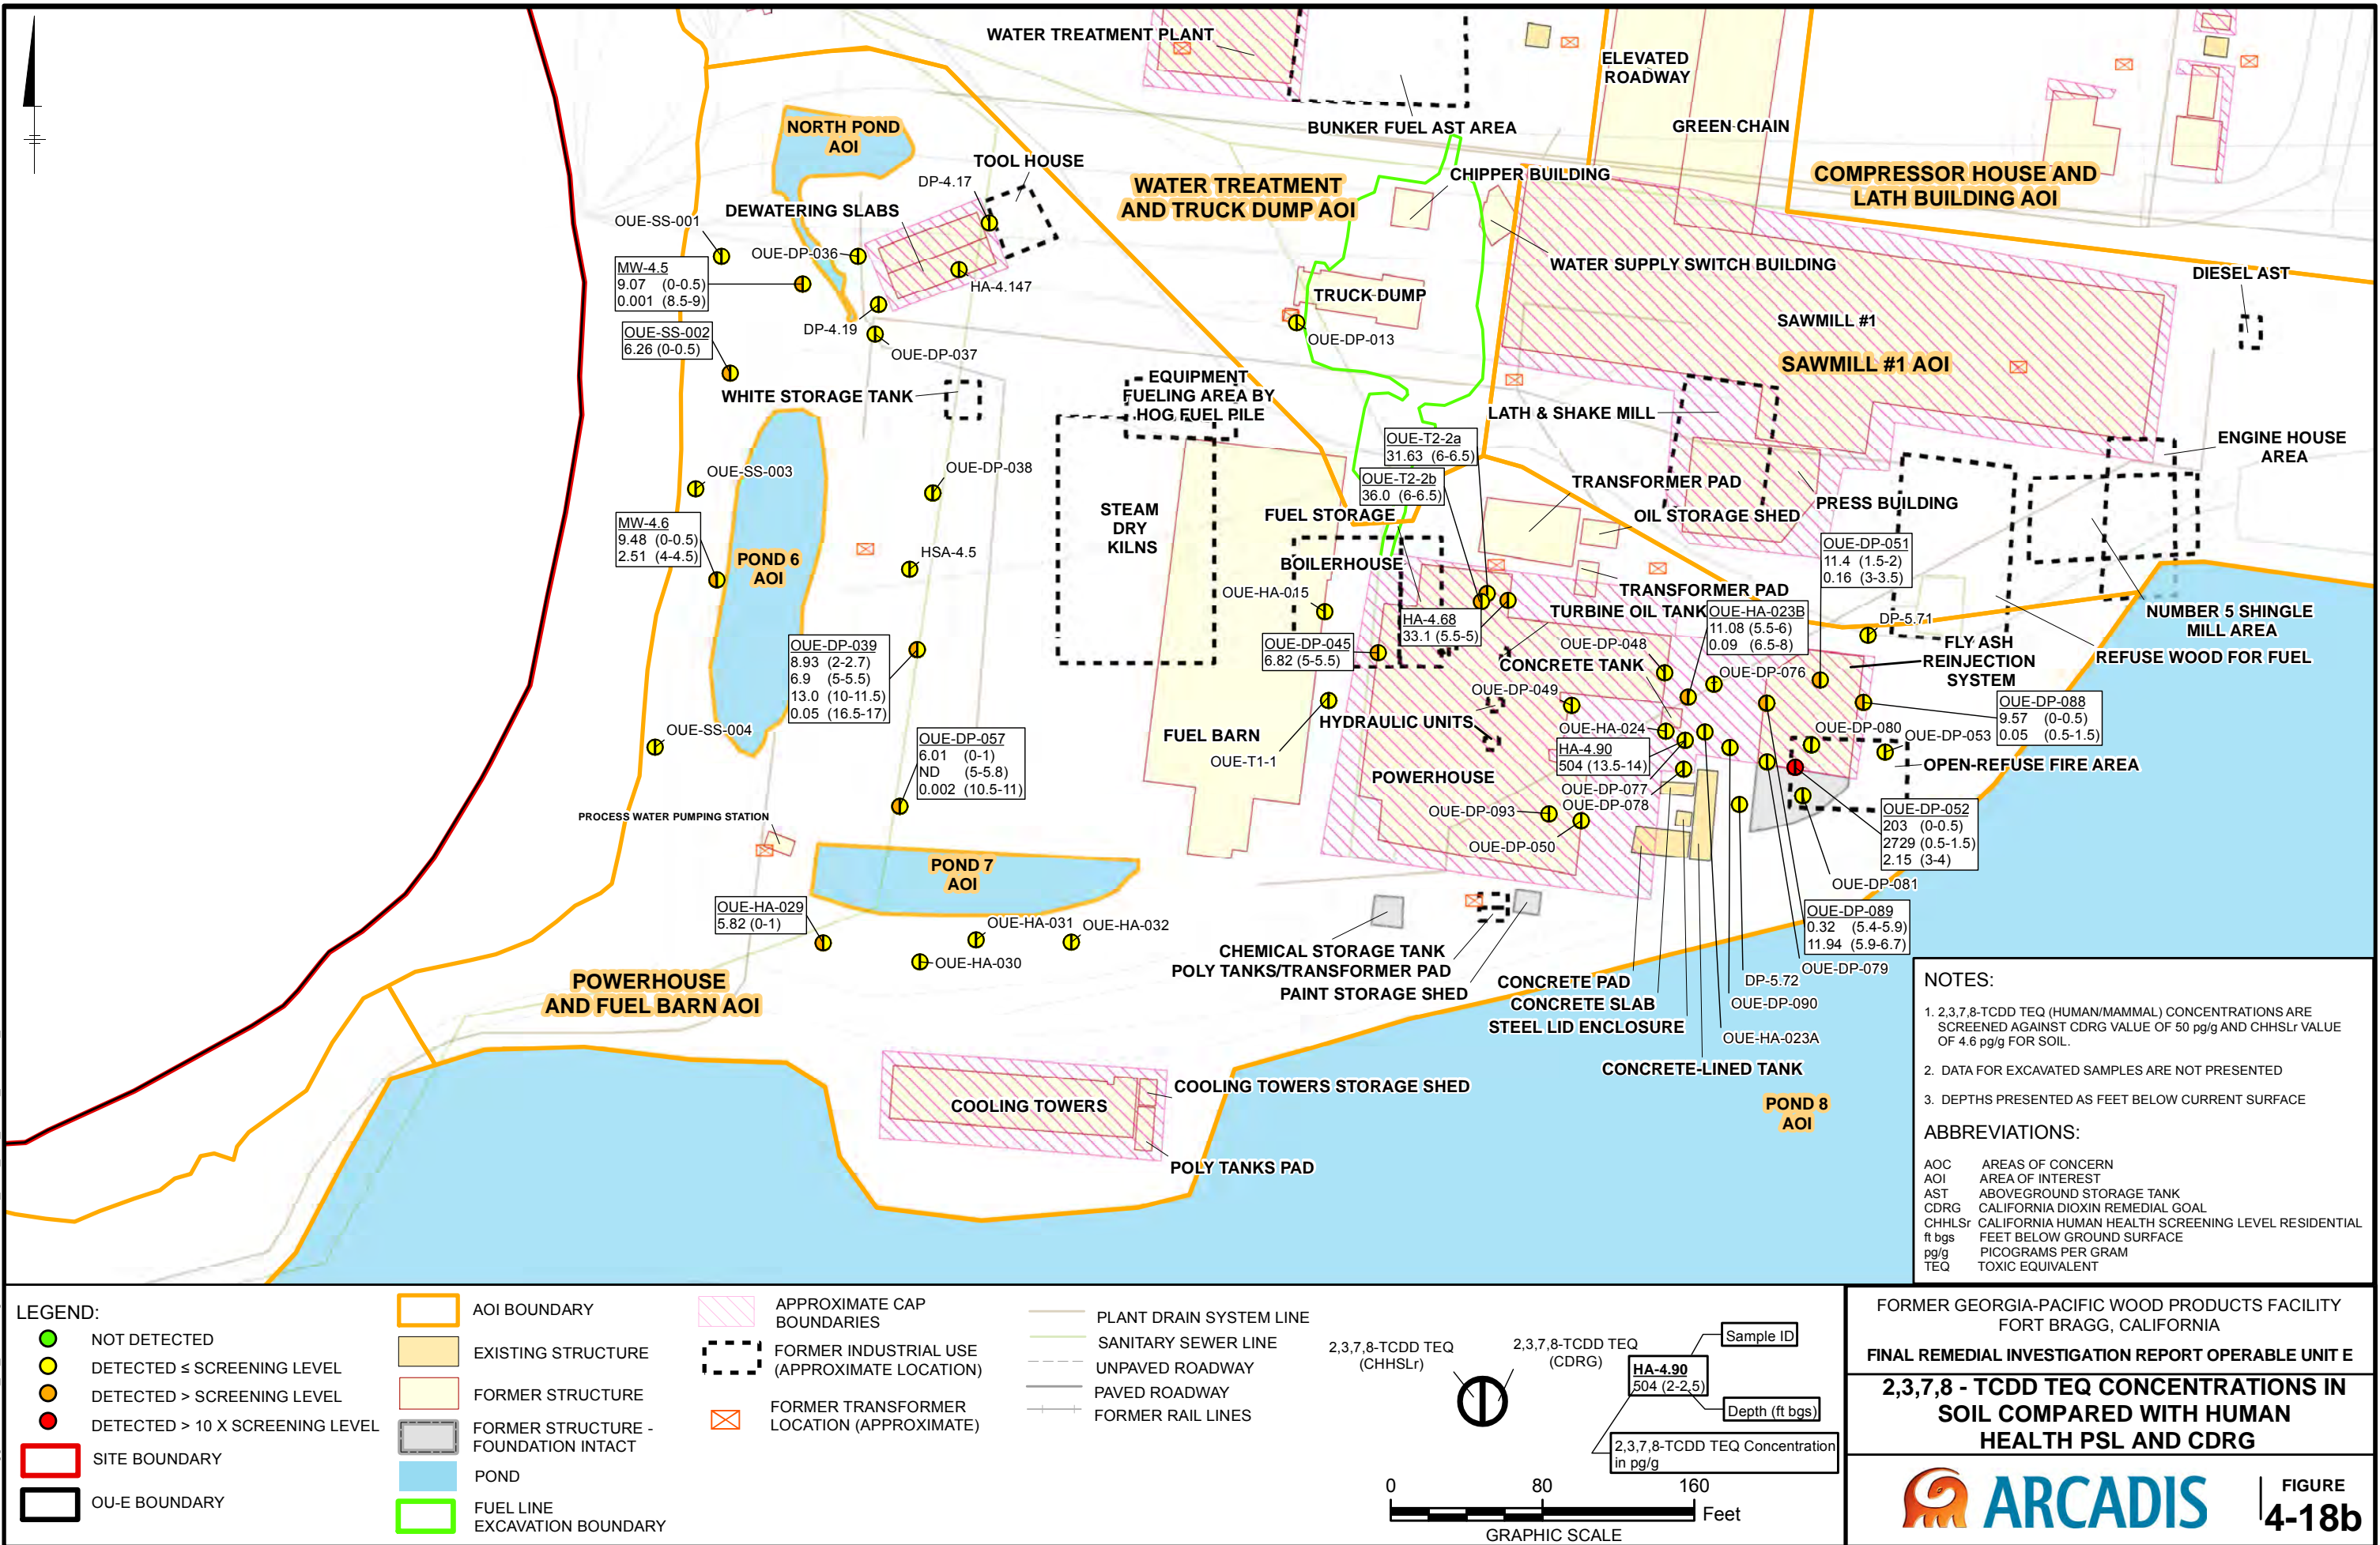 WATER TREATMENT PLANT
ELEVATED
ROADWAY
BUNKER FUEL AST AREA
GREEN CHAIN
NORTH POND
AOI
TOOL HOUSE
DP-4.17
CHIPPER BUILDING
WATER TREATMENT
AND TRUCK DUMP AOI
COMPRESSOR HOUSE AND
LATH BUILDING AOI
DEWATERING SLABS
OUE-SS-001
OUE-DP-036
MW-4.5
9.07 (0-0.5)
0.001 (8.5-9)
HA-4.147
WATER SUPPLY SWITCH BUILDING
DIESEL AST
TRUCK DUMP
SAWMILL #1
DP-4.19
OUE-SS-002
6.26 (0-0.5)
OUE-DP-037
OUE-DP-013
SAWMILL #1 AOI
WHITE STORAGE TANK
EQUIPMENT
FUELING AREA BY
HOG FUEL PILE
LATH & SHAKE MILL
OUE-T2-2a
31.63 (6-6.5)
ENGINE HOUSE
AREA
OUE-SS-003
OUE-DP-038
OUE-T2-2b
36.0 (6-6.5)
TRANSFORMER PAD
PRESS BUILDING
STEAM
DRY
KILNS
FUEL STORAGE
OIL STORAGE SHED
MW-4.6
9.48 (0-0.5)
2.51 (4-4.5)
POND 6
AOI
HSA-4.5
BOILERHOUSE
OUE-DP-051
11.4 (1.5-2)
0.16 (3-3.5)
OUE-HA-015
TRANSFORMER PAD
TURBINE OIL TANK
HA-4.68
33.1 (5.5-5)
OUE-HA-023B
11.08 (5.5-6)
0.09 (6.5-8)
DP-5.71
NUMBER 5 SHINGLE
MILL AREA
OUE-DP-039
8.93 (2-2.7)
6.9 (5-5.5)
13.0 (10-11.5)
0.05 (16.5-17)
OUE-DP-045
6.82 (5-5.5)
OUE-DP-048
CONCRETE TANK
OUE-DP-076
FLY ASH
REINJECTION
SYSTEM
REFUSE WOOD FOR FUEL
OUE-DP-049
HYDRAULIC UNITS
OUE-DP-088
9.57 (0-0.5)
0.05 (0.5-1.5)
OUE-SS-004
FUEL BARN
OUE-T1-1
OUE-HA-024
HA-4.90
504 (13.5-14)
OUE-DP-080
OUE-DP-053
OPEN-REFUSE FIRE AREA
OUE-DP-057
6.01 (0-1)
ND (5-5.8)
0.002 (10.5-11)
POWERHOUSE
OUE-DP-077
OUE-DP-078
OUE-DP-093
OUE-DP-050
OUE-DP-052
203 (0-0.5)
2729 (0.5-1.5)
2.15 (3-4)
PROCESS WATER PUMPING STATION
POND 7
AOI
OUE-DP-081
OUE-HA-029
5.82 (0-1)
OUE-HA-031
OUE-HA-032
OUE-HA-030
OUE-DP-089
0.32 (5.4-5.9)
11.94 (5.9-6.7)
CHEMICAL STORAGE TANK
POLY TANKS/TRANSFORMER PAD
PAINT STORAGE SHED
CONCRETE PAD
CONCRETE SLAB
STEEL LID ENCLOSURE
DP-5.72
OUE-DP-079
OUE-DP-090
OUE-HA-023A
CONCRETE-LINED TANK
POWERHOUSE
AND FUEL BARN AOI
COOLING TOWERS STORAGE SHED
COOLING TOWERS
POLY TANKS PAD
POND 8
AOI
NOTES:
1. 2,3,7,8-TCDD TEQ (HUMAN/MAMMAL) CONCENTRATIONS ARE
SCREENED AGAINST CDRG VALUE OF 50 pg/g AND CHHSLr VALUE
OF 4.6 pg/g FOR SOIL.
2. DATA FOR EXCAVATED SAMPLES ARE NOT PRESENTED
3. DEPTHS PRESENTED AS FEET BELOW CURRENT SURFACE
ABBREVIATIONS:
AOC AREAS OF CONCERN
AOI AREA OF INTEREST
AST ABOVEGROUND STORAGE TANK
CDRG CALIFORNIA DIOXIN REMEDIAL GOAL
CHHLSr CALIFORNIA HUMAN HEALTH SCREENING LEVEL RESIDENTIAL
ft bgs FEET BELOW GROUND SURFACE
pg/g PICOGRAMS PER GRAM
TEQ TOXIC EQUIVALENT
LEGEND:
NOT DETECTED
DETECTED ≤ SCREENING LEVEL
DETECTED > SCREENING LEVEL
DETECTED > 10 X SCREENING LEVEL
SITE BOUNDARY
OU-E BOUNDARY
AOI BOUNDARY
EXISTING STRUCTURE
FORMER STRUCTURE
FORMER STRUCTURE -
FOUNDATION INTACT
POND
FUEL LINE
EXCAVATION BOUNDARY
APPROXIMATE CAP
BOUNDARIES
FORMER INDUSTRIAL USE
(APPROXIMATE LOCATION)
FORMER TRANSFORMER
LOCATION (APPROXIMATE)
PLANT DRAIN SYSTEM LINE
SANITARY SEWER LINE
UNPAVED ROADWAY
PAVED ROADWAY
FORMER RAIL LINES
2,3,7,8-TCDD TEQ
(CHHSLr)
2,3,7,8-TCDD TEQ
(CDRG)
Sample ID
HA-4.90
504 (2-2.5)
Depth (ft bgs)
2,3,7,8-TCDD TEQ Concentration
in pg/g
0 80 160
Feet
GRAPHIC SCALE
FORMER GEORGIA-PACIFIC WOOD PRODUCTS FACILITY
FORT BRAGG, CALIFORNIA
FINAL REMEDIAL INVESTIGATION REPORT OPERABLE UNIT E
2,3,7,8 - TCDD TEQ CONCENTRATIONS IN
SOIL COMPARED WITH HUMAN
HEALTH PSL AND CDRG
ARCADIS
FIGURE
4-18b